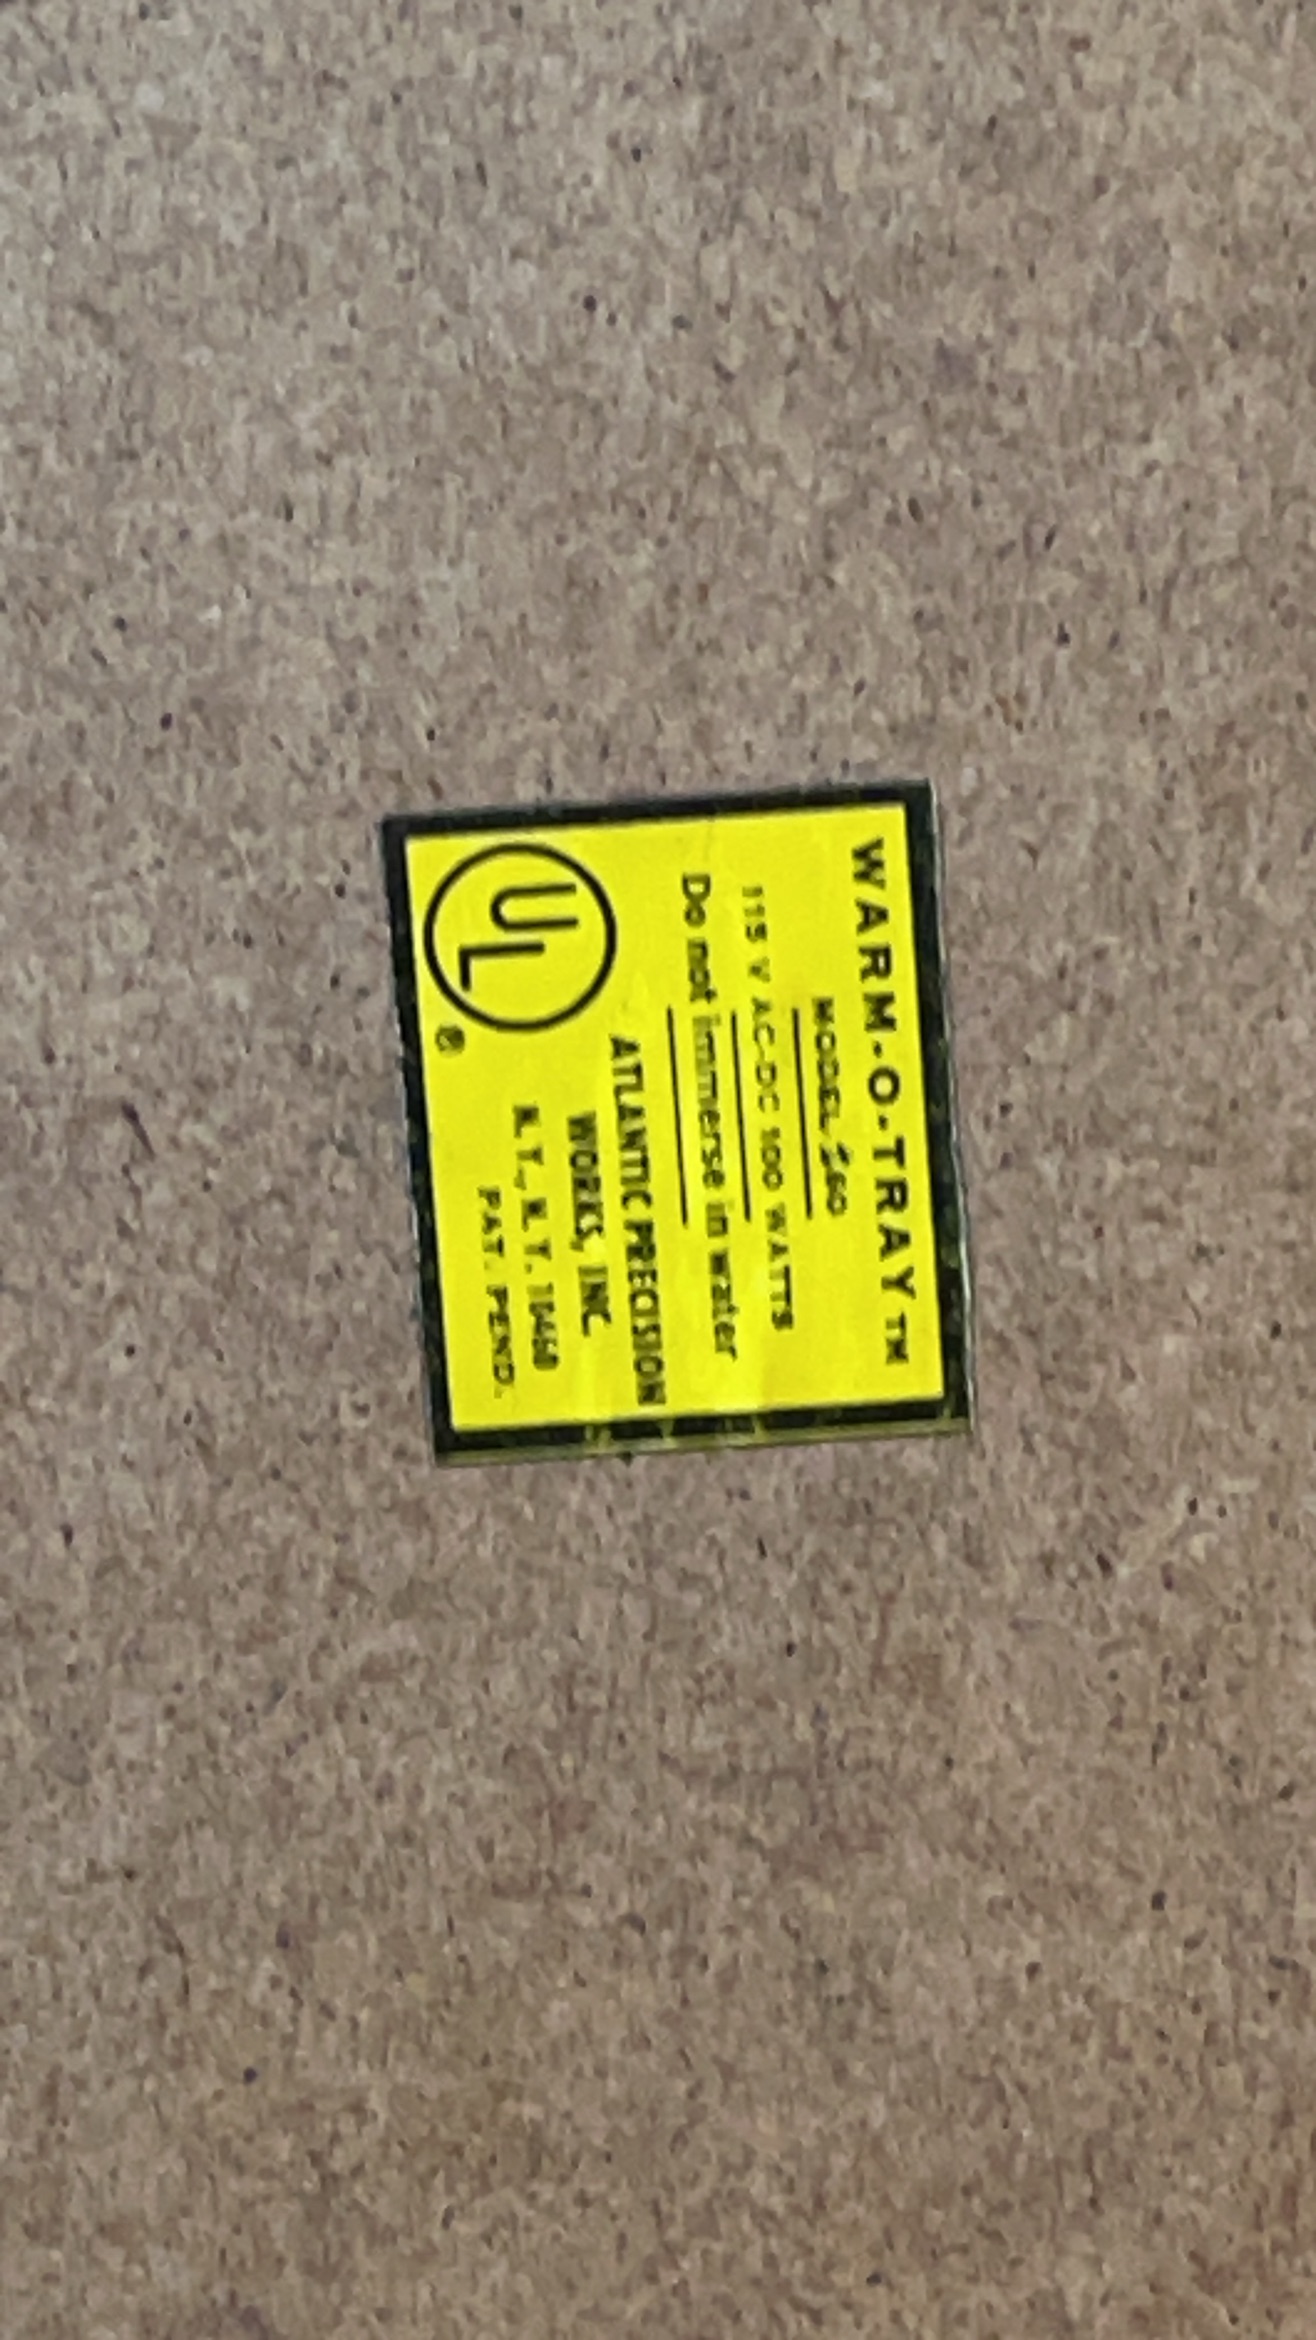 WARM-O-TRAY TM
MODEL
115 V AC-DC 100 WATTS
Do not immerse in water
ATLANTIC PRECISION
WORKS, INC.
PAT. PEND.
UL ®